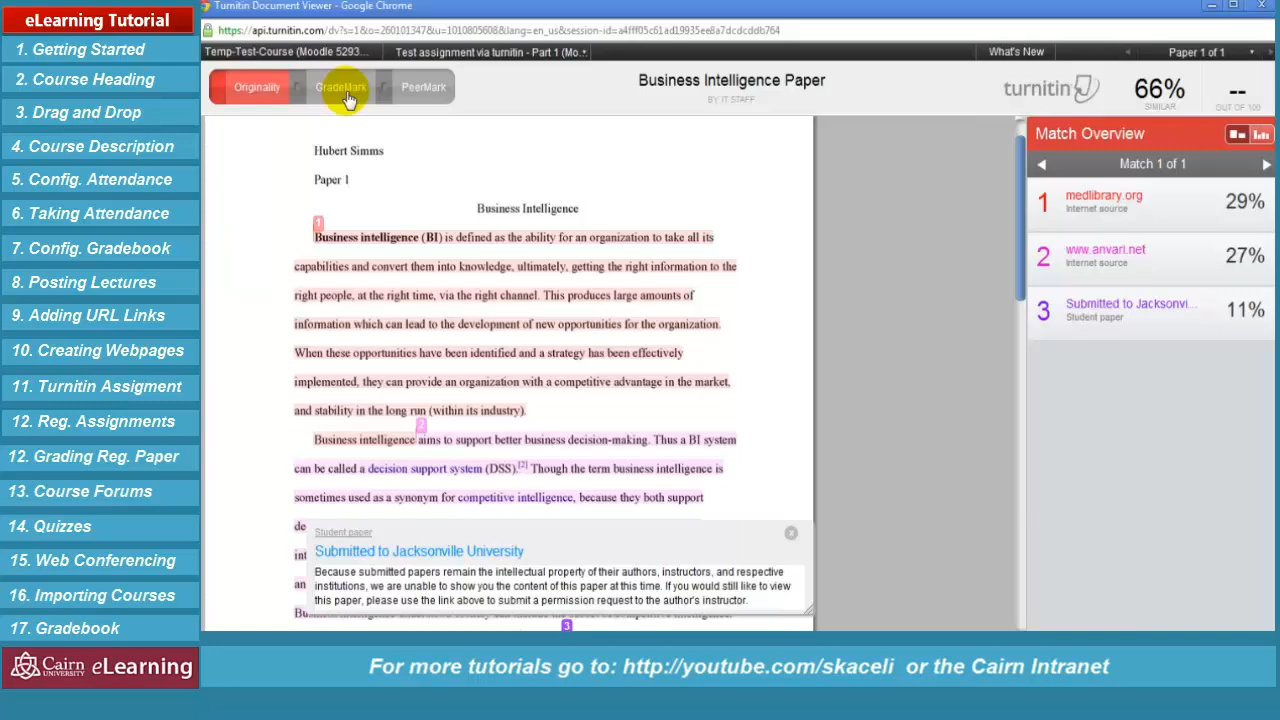 eLearning Tutorial
1. Getting Started
2. Course Heading
3. Drag and Drop
4. Course Description
5. Config. Attendance
6. Taking Attendance
7. Config. Gradebook
8. Posting Lectures
9. Adding URL Links
10. Creating Webpages
11. Turnitin Assigment
12. Reg. Assignments
12. Grading Reg. Paper
13. Course Forums
14. Quizzes
15. Web Conferencing
16. Importing Courses
17. Gradebook
Cairn
UNIVERSITY
eLearning
Turnitin Document Viewer - Google Chrome
https://api.turnitin.com/dv?s=1&o=260101347&u=1010805608&lang=en_us&session-id=a4fff05c61ad19935ee8a7dcdcddb764
Temp-Test-Course (Moodle 5293... Test assignment via turnitin - Part 1 (Mo... What's New Paper 1 of 1
Originality GradeMark PeerMark
Business Intelligence Paper
BY IT STAFF
turnitin
66%
SIMILAR
--
OUT OF 100
Hubert Simms
Paper 1
Business Intelligence
1
Business intelligence (BI) is defined as the ability for an organization to take all its
capabilities and convert them into knowledge, ultimately, getting the right information to the
right people, at the right time, via the right channel. This produces large amounts of
information which can lead to the development of new opportunities for the organization.
When these opportunities have been identified and a strategy has been effectively
implemented, they can provide an organization with a competitive advantage in the market,
and stability in the long run (within its industry).
2
Business intelligence aims to support better business decision-making. Thus a BI system
can be called a decision support system (DSS).[2] Though the term business intelligence is
sometimes used as a synonym for competitive intelligence, because they both support
de
int
an
Student paper
Submitted to Jacksonville University
Because submitted papers remain the intellectual property of their authors, instructors, and respective
institutions, we are unable to show you the content of this paper at this time. If you would still like to view
this paper, please use the link above to submit a permission request to the author's instructor.
3
Match Overview
Match 1 of 1
1 medlibrary.org 29%
Internet source
2 www.anvari.net 27%
Internet source
3 Submitted to Jacksonvi... 11%
Student paper
For more tutorials go to: http://youtube.com/skaceli or the Cairn Intranet